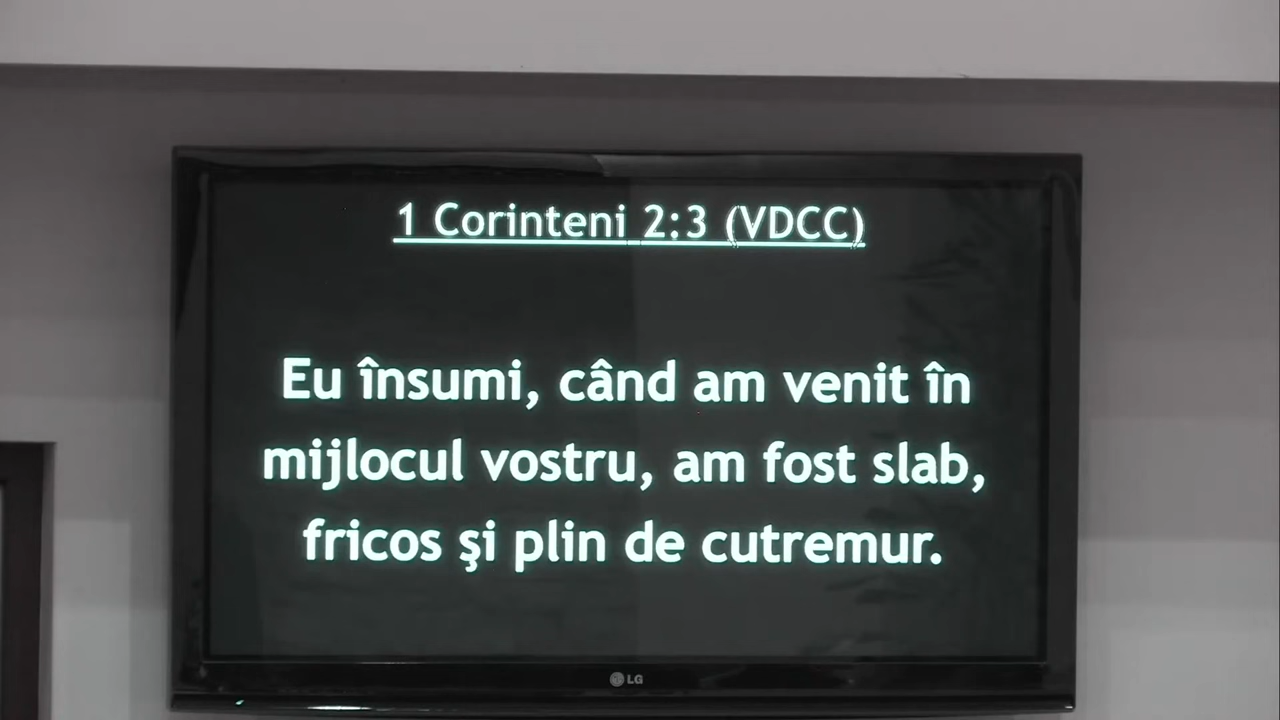 1 Corinteni 2:3 (VDCC)
Eu însumi, când am venit în
mijlocul vostru, am fost slab,
fricos şi plin de cutremur.
LG